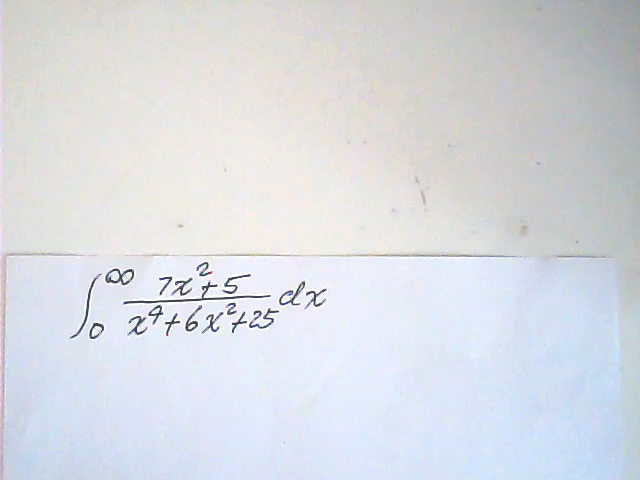 ∫₀^∞ (7x²+5)/(x⁴+6x²+25) dx